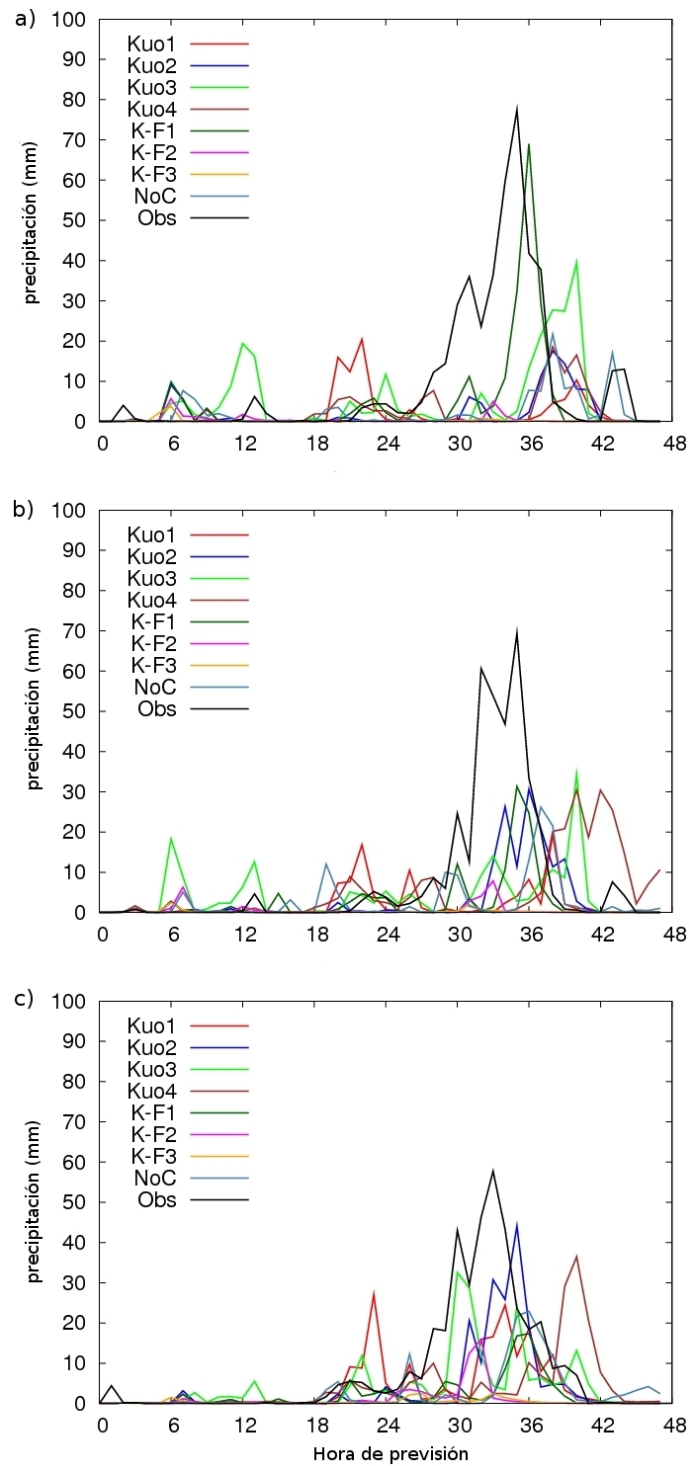 a)
precipitación (mm)
100
90
80
70
60
50
40
30
20
10
0
Kuo1
Kuo2
Kuo3
Kuo4
K-F1
K-F2
K-F3
NoC
Obs
0 6 12 18 24 30 36 42 48
b)
precipitación (mm)
100
90
80
70
60
50
40
30
20
10
0
Kuo1
Kuo2
Kuo3
Kuo4
K-F1
K-F2
K-F3
NoC
Obs
0 6 12 18 24 30 36 42 48
c)
precipitación (mm)
100
90
80
70
60
50
40
30
20
10
0
Kuo1
Kuo2
Kuo3
Kuo4
K-F1
K-F2
K-F3
NoC
Obs
0 6 12 18 24 30 36 42 48
Hora de previsión